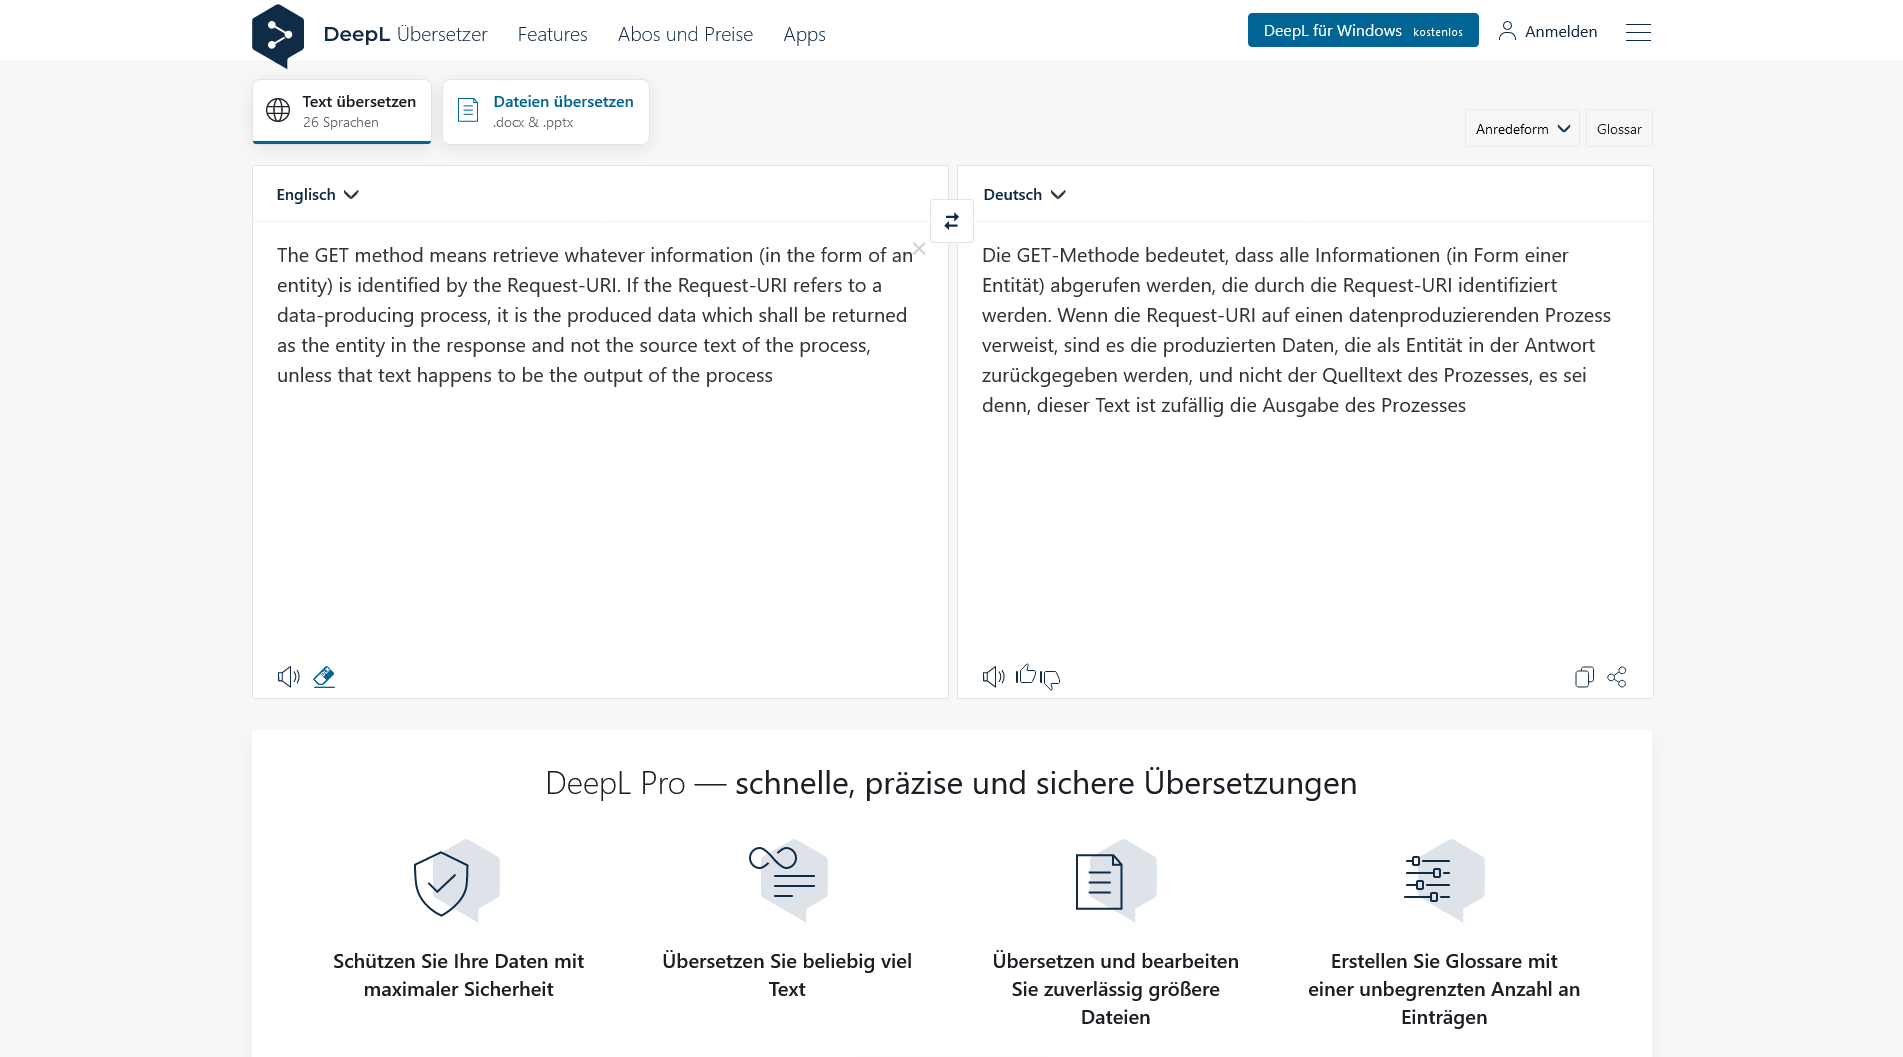 DeepL Übersetzer Features Abos und Preise Apps DeepL für Windows kostenlos Anmelden
Text übersetzen
26 Sprachen
Dateien übersetzen
.docx & .pptx
Anredeform Glossar
Englisch
The GET method means retrieve whatever information (in the form of an
entity) is identified by the Request-URI. If the Request-URI refers to a
data-producing process, it is the produced data which shall be returned
as the entity in the response and not the source text of the process,
unless that text happens to be the output of the process
Deutsch
Die GET-Methode bedeutet, dass alle Informationen (in Form einer
Entität) abgerufen werden, die durch die Request-URI identifiziert
werden. Wenn die Request-URI auf einen datenproduzierenden Prozess
verweist, sind es die produzierten Daten, die als Entität in der Antwort
zurückgegeben werden, und nicht der Quelltext des Prozesses, es sei
denn, dieser Text ist zufällig die Ausgabe des Prozesses
DeepL Pro — schnelle, präzise und sichere Übersetzungen
Schützen Sie Ihre Daten mit
maximaler Sicherheit
Übersetzen Sie beliebig viel
Text
Übersetzen und bearbeiten
Sie zuverlässig größere
Dateien
Erstellen Sie Glossare mit
einer unbegrenzten Anzahl an
Einträgen